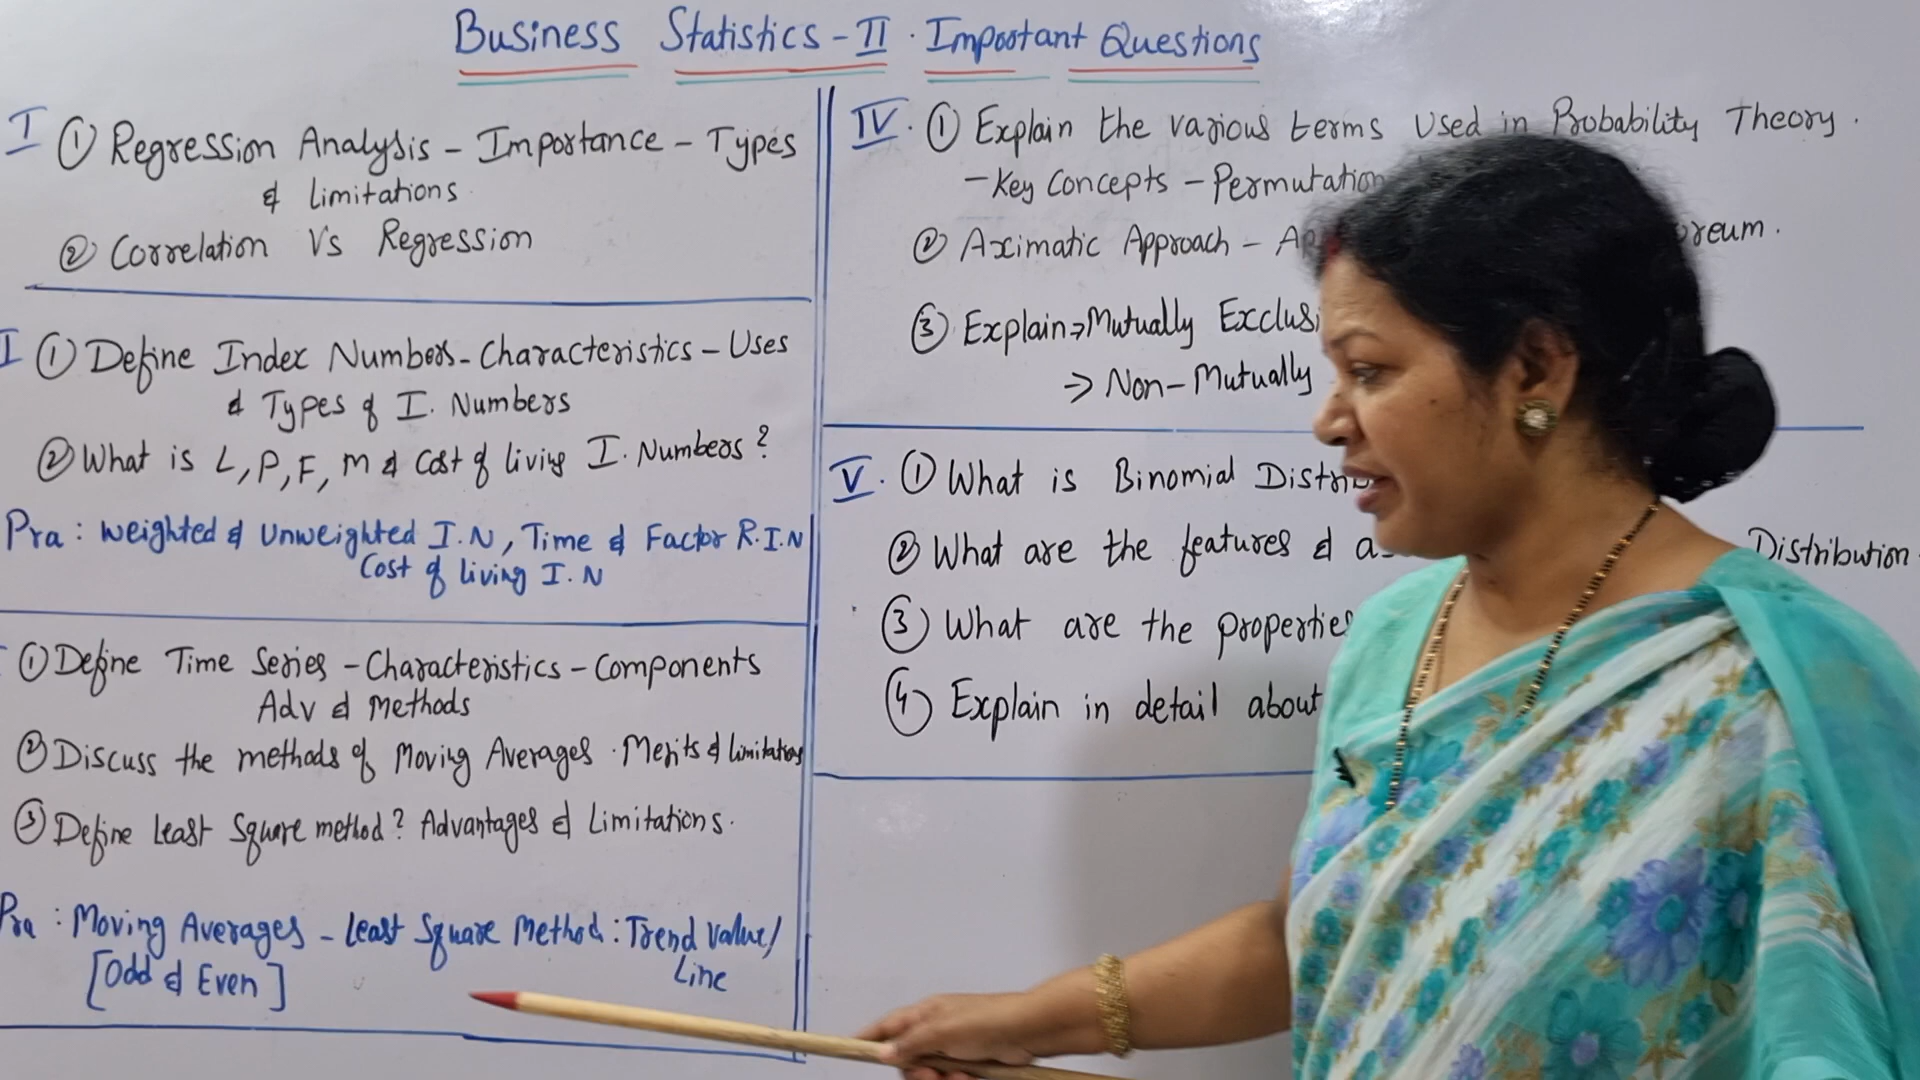 Business Statistics - II . Important Questions
I ① Regression Analysis - Importance - Types
& limitations
② Correlation Vs Regression
I ① Define Index Numbers - Characteristics - Uses
& Types of I. Numbers
② What is L, P, F, M & Cost of living I. Numbers?
Pra : Weighted & Unweighted I.N, Time & Factor R.I.N
Cost of living I.N
① Define Time Series - Characteristics - Components
Adv & Methods
② Discuss the methods of Moving Averages . Merits & limitations
③ Define Least Square method? Advantages & Limitations.
Pra : Moving Averages - Least Square Method : Trend value/
[Odd & Even] Line
IV . ① Explain the various terms Used in Probability Theory .
- Key Concepts - Permutation
② Aximatic Approach -
③ Explain → Mutually
→ Non - Mutually
V . ① What is Binomial
② What are the features & Distribution
③ What are the
④ Explain in detail about